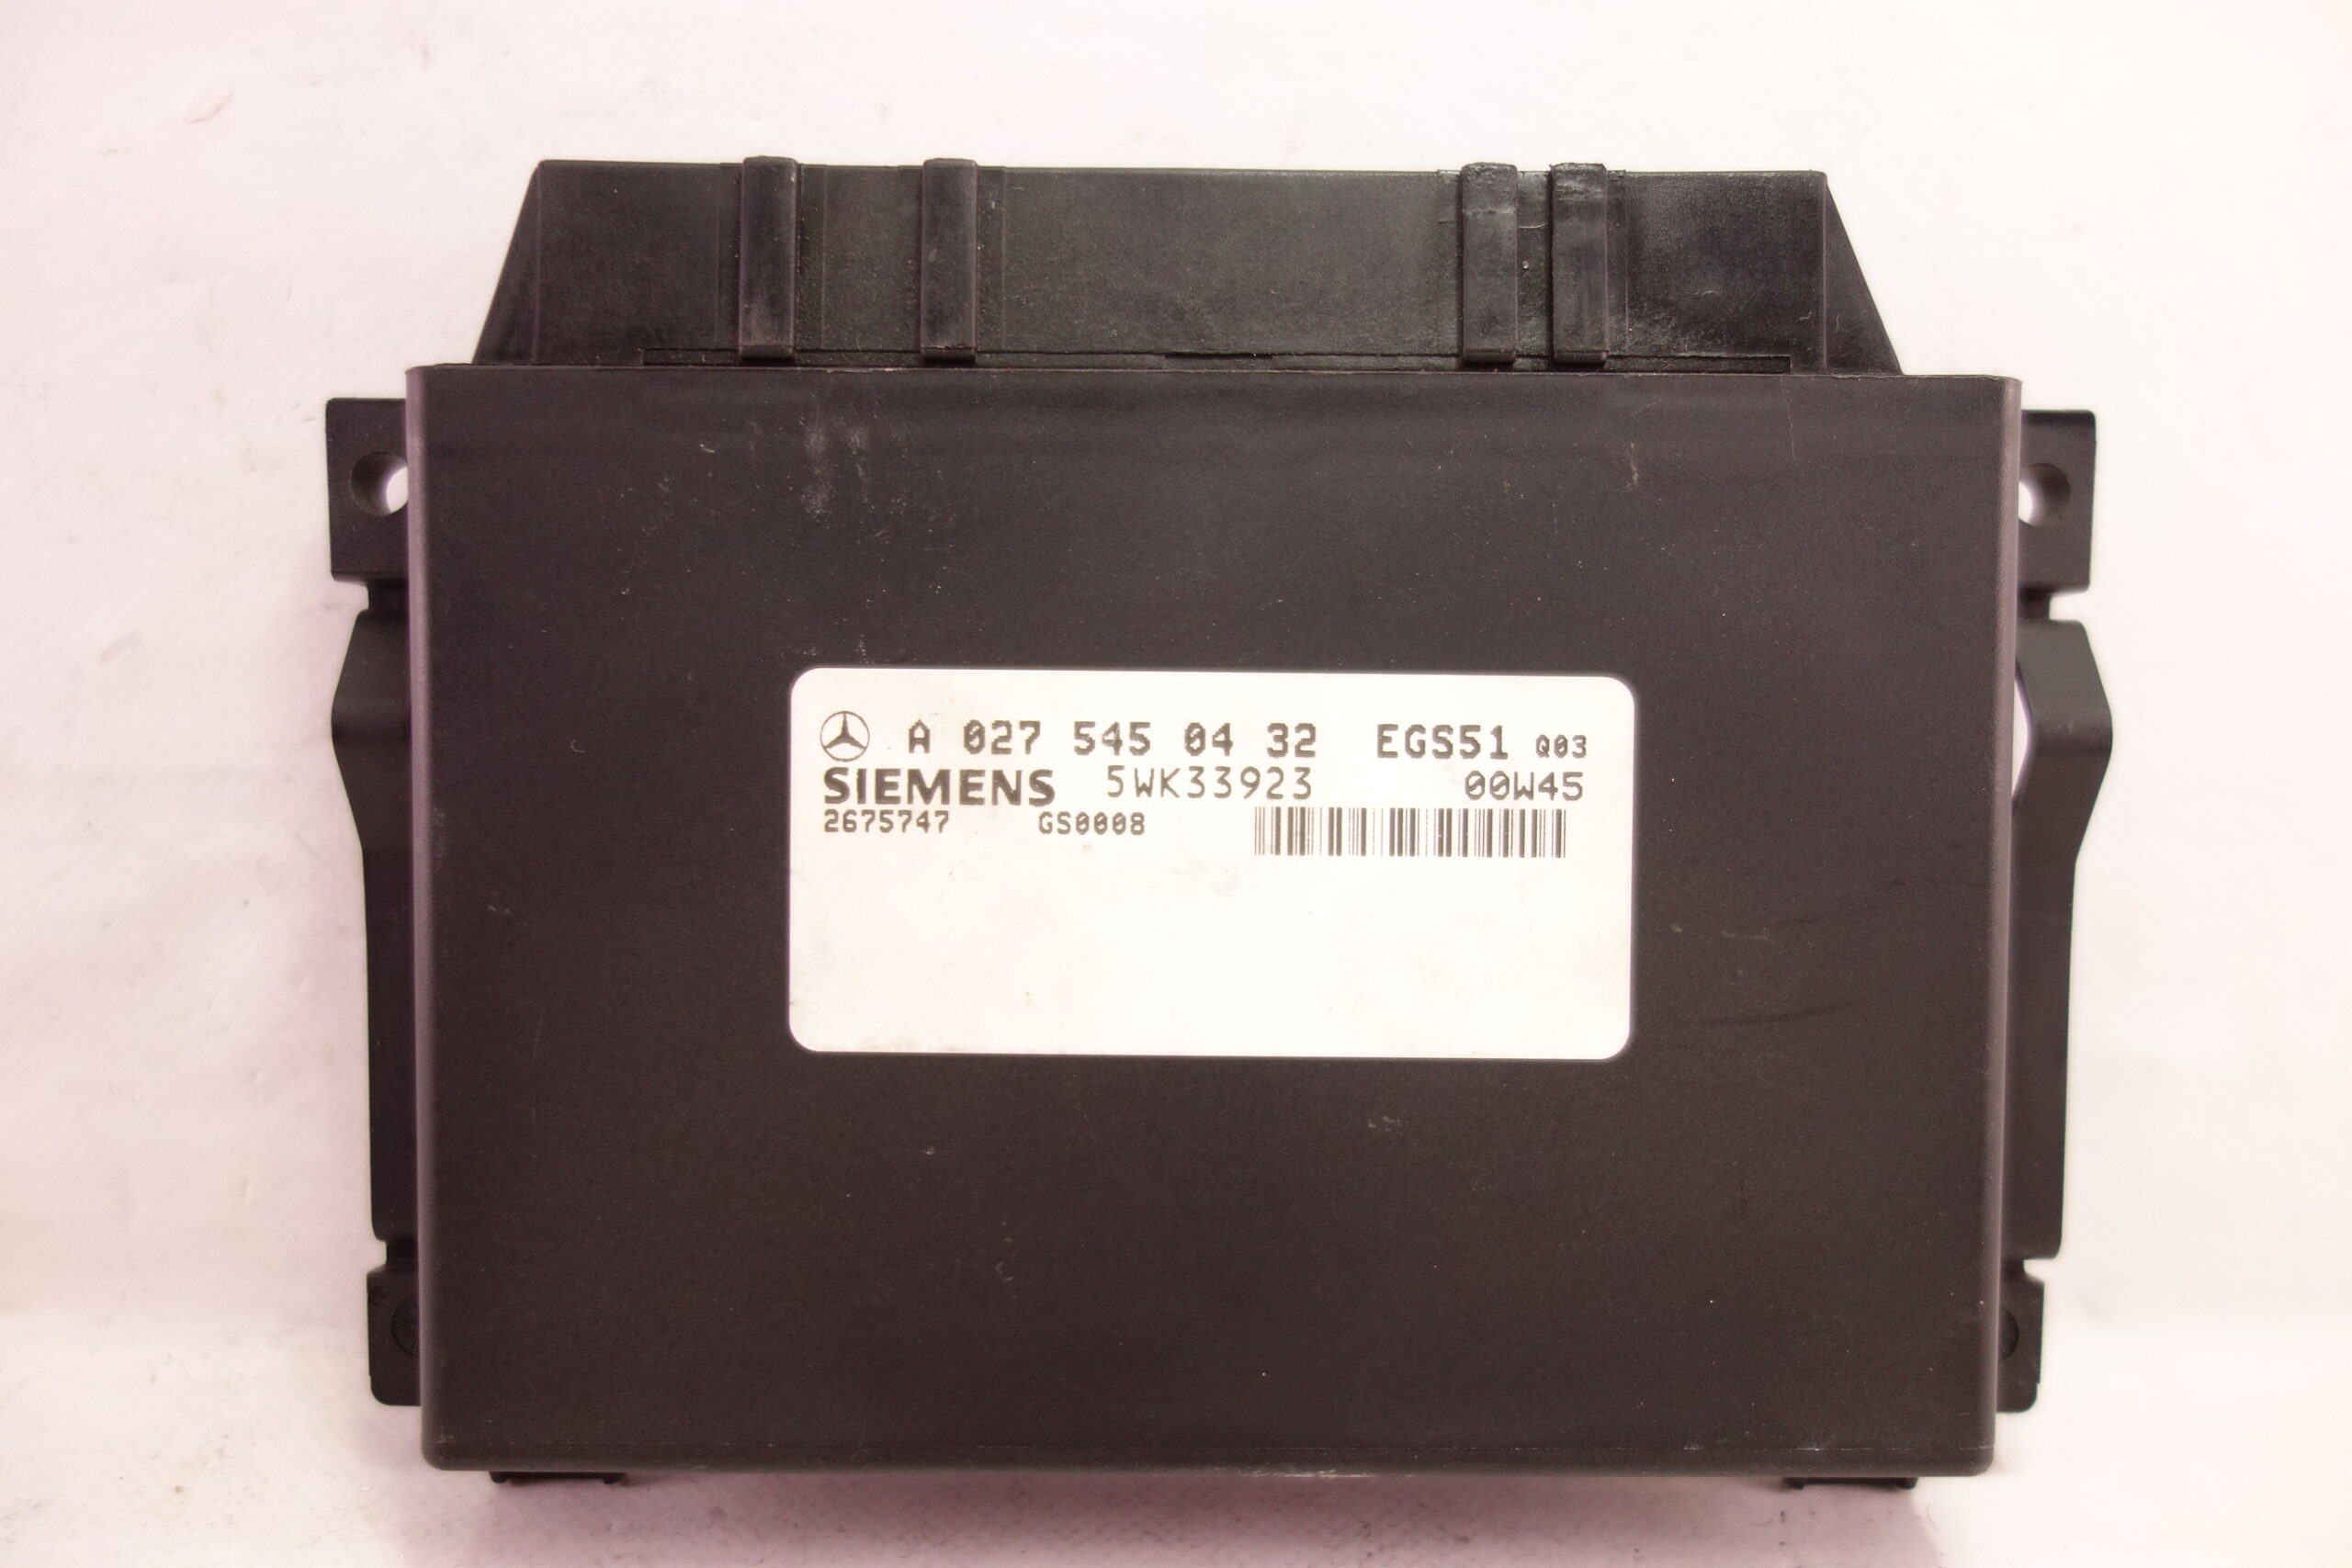 A 027 545 04 32 EGS51 Q03
SIEMENS 5WK33923 00W45
2675747 GS0008